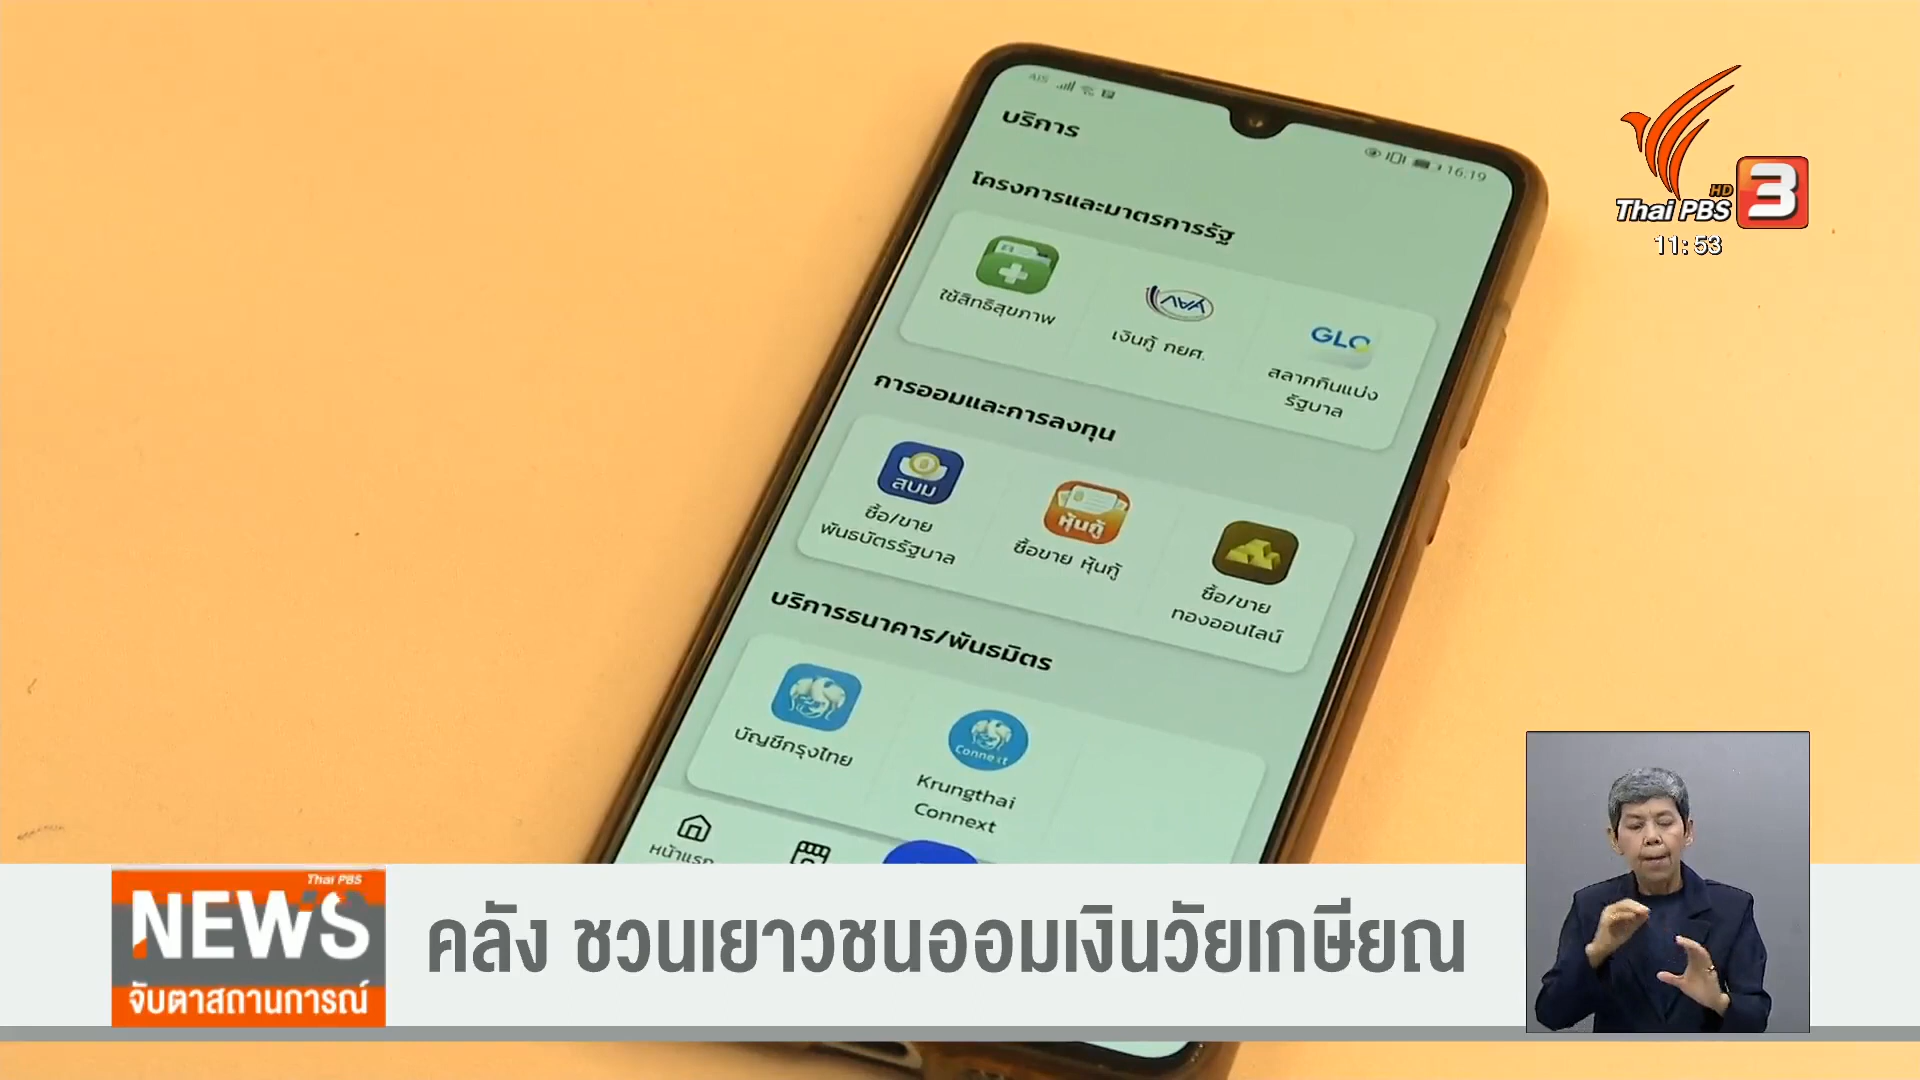 AIS
16:19
บริการ
โครงการและมาตรการรัฐ
ใช้สิทธิสุขภาพ
เงินกู้ กยศ.
GLO
สลากกินแบ่ง
รัฐบาล
การออมและการลงทุน
สบม
ซื้อ/ขาย
พันธบัตรรัฐบาล
หุ้นกู้
ซื้อขาย หุ้นกู้
ซื้อ/ขาย
ทองออนไลน์
บริการธนาคาร/พันธมิตร
บัญชีกรุงไทย
Connext
Krungthai
Connext
หน้าแรก
HD
Thai PBS 3
11:53
Thai PBS
NEWS
จับตาสถานการณ์
คลัง ชวนเยาวชนออมเงินวัยเกษียณ